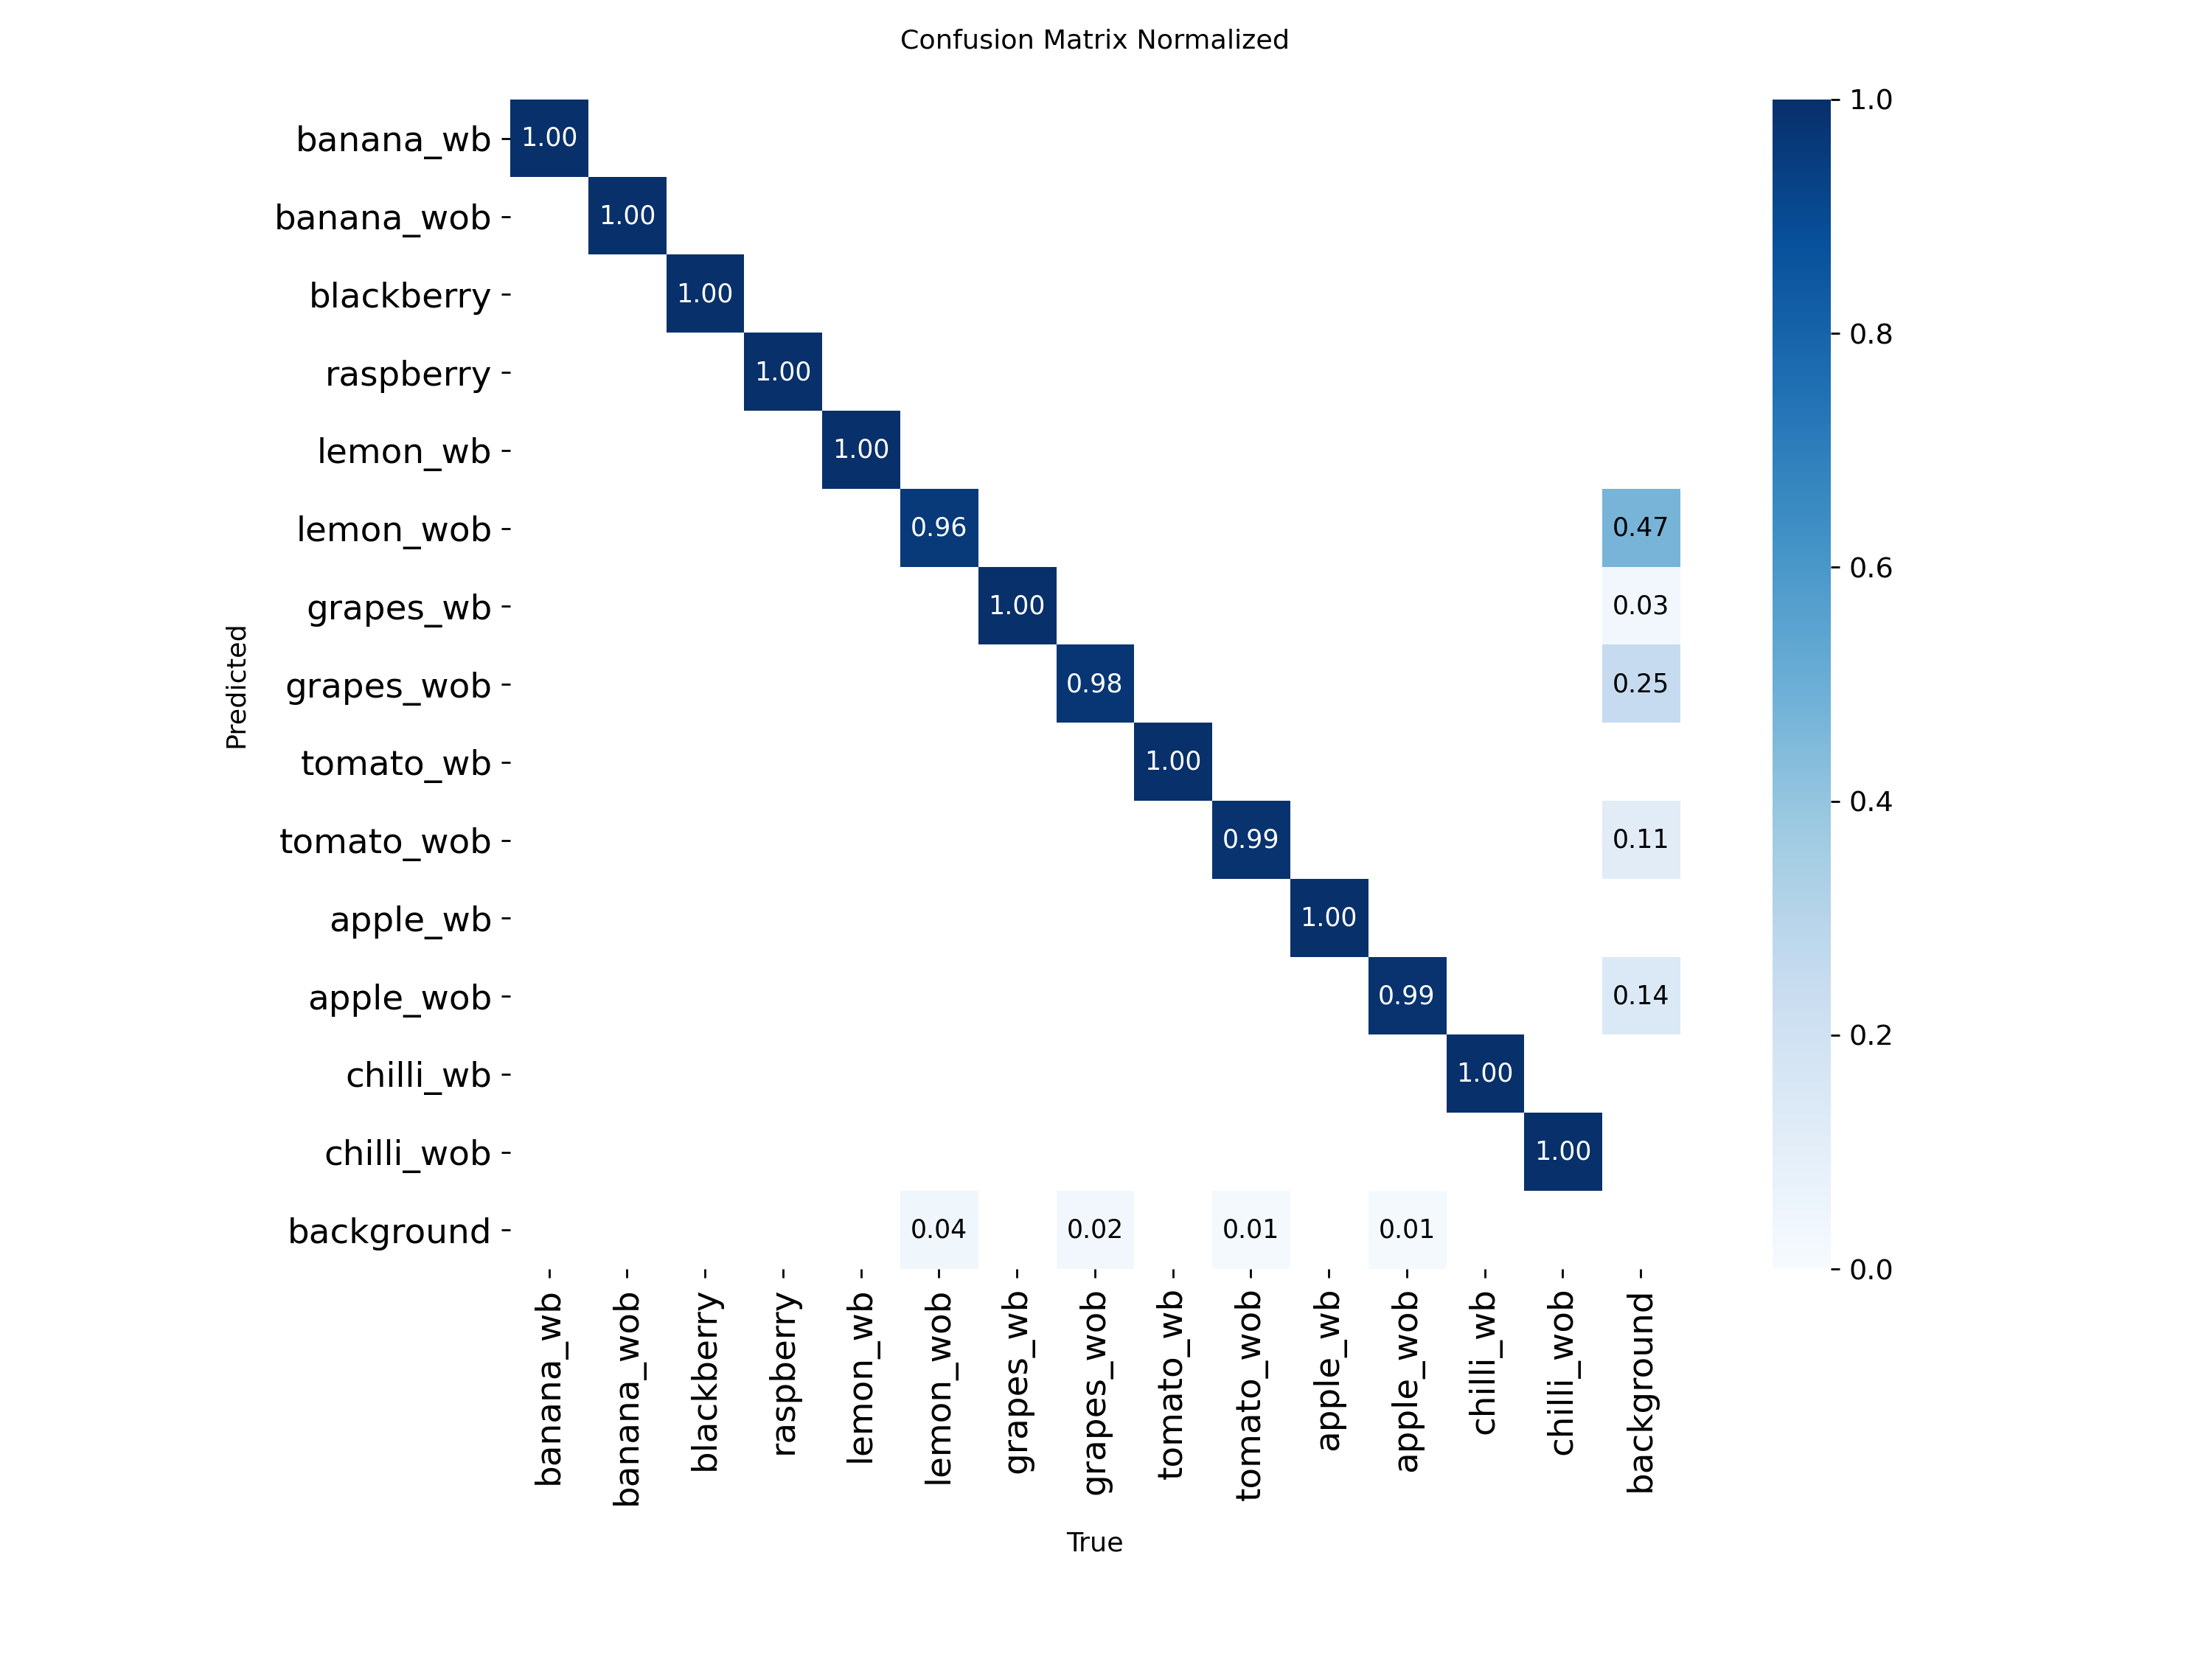 Confusion Matrix Normalized
banana_wb 1.00
banana_wob 1.00
blackberry 1.00
raspberry 1.00
lemon_wb 1.00
lemon_wob 0.96 0.47
grapes_wb 1.00 0.03
grapes_wob 0.98 0.25
tomato_wb 1.00
tomato_wob 0.99 0.11
apple_wb 1.00
apple_wob 0.99 0.14
chilli_wb 1.00
chilli_wob 1.00
background 0.04 0.02 0.01 0.01
Predicted
banana_wb
banana_wob
blackberry
raspberry
lemon_wb
lemon_wob
grapes_wb
grapes_wob
tomato_wb
tomato_wob
apple_wb
apple_wob
chilli_wb
chilli_wob
background
True
1.0
0.8
0.6
0.4
0.2
0.0